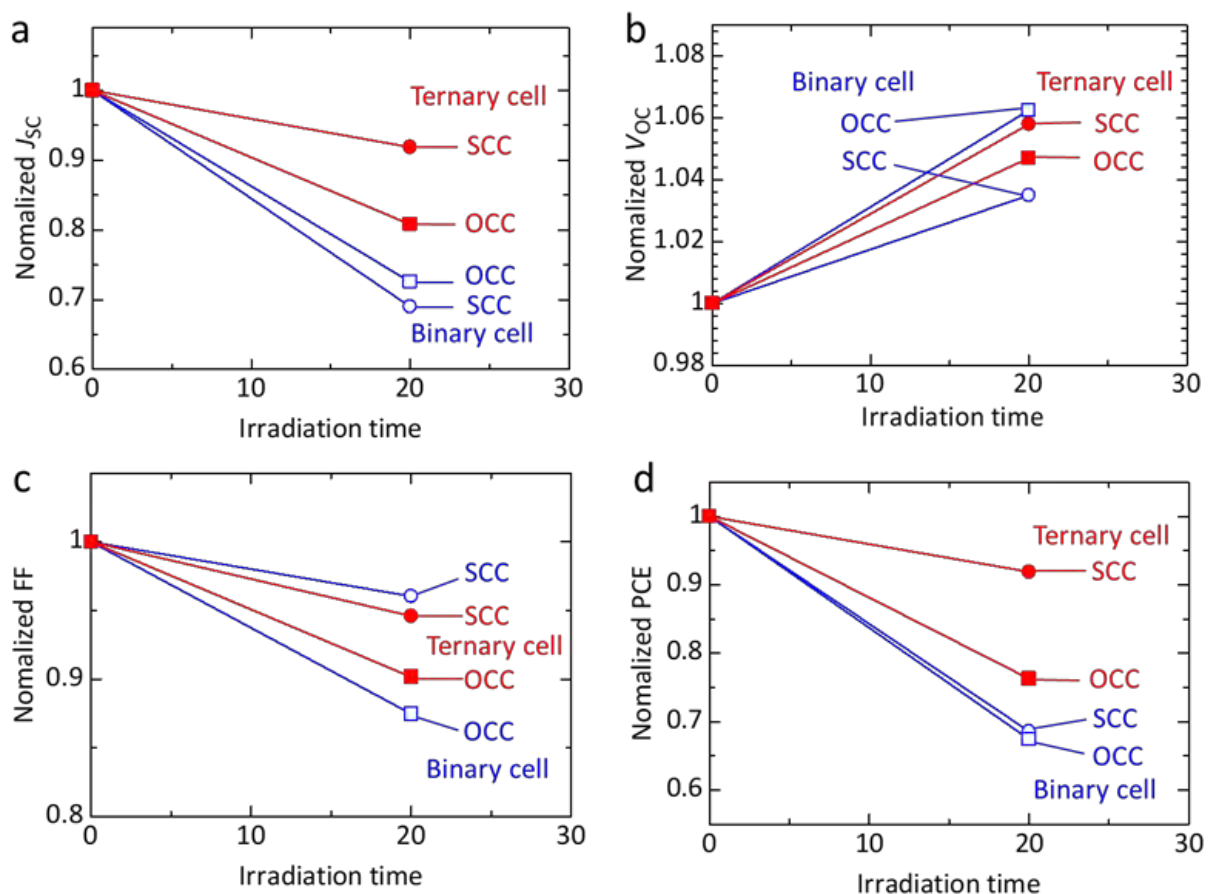 a
Nomalized JSC
1
0.9
0.8
0.7
0.6
Ternary cell
SCC
OCC
OCC
SCC
Binary cell
0 10 20 30
Irradiation time
b
Nomalized VOC
1.08
1.06
1.04
1.02
1
0.98
Binary cell Ternary cell
OCC SCC
SCC OCC
0 10 20 30
Irradiation time
c
Nomalized FF
1
0.9
0.8
SCC
SCC
Ternary cell
OCC
OCC
Binary cell
0 10 20 30
Irradiation time
d
Nomalized PCE
1
0.9
0.8
0.7
0.6
Ternary cell
SCC
OCC
SCC
OCC
Binary cell
0 10 20 30
Irradiation time